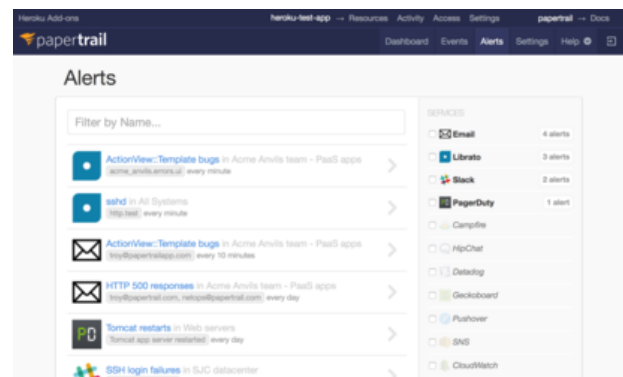 Heroku Add-ons heroku-test-app → Resources Activity Access Settings papertrail → Docs
papertrail Dashboard Events Alerts Settings Help
Alerts
Filter by Name...
ActionView::Template bugs in Acme Anvils team - PaaS apps
acme_anvils.errors.ui every minute
sshd in All Systems
http.test every minute
ActionView::Template bugs in Acme Anvils team - PaaS apps
troy@papertrailapp.com every 10 minutes
HTTP 500 responses in Acme Anvils team - PaaS apps
troy@papertrail.com, netops@papertrail.com every day
PD
Tomcat restarts in Web servers
Tomcat app server restarted every day
SSH login failures in SJC datacenter
SERVICES
Email 4 alerts
Librato 3 alerts
Slack 2 alerts
PagerDuty 1 alert
Campfire
HipChat
Datadog
Geckoboard
Pushover
SNS
CloudWatch